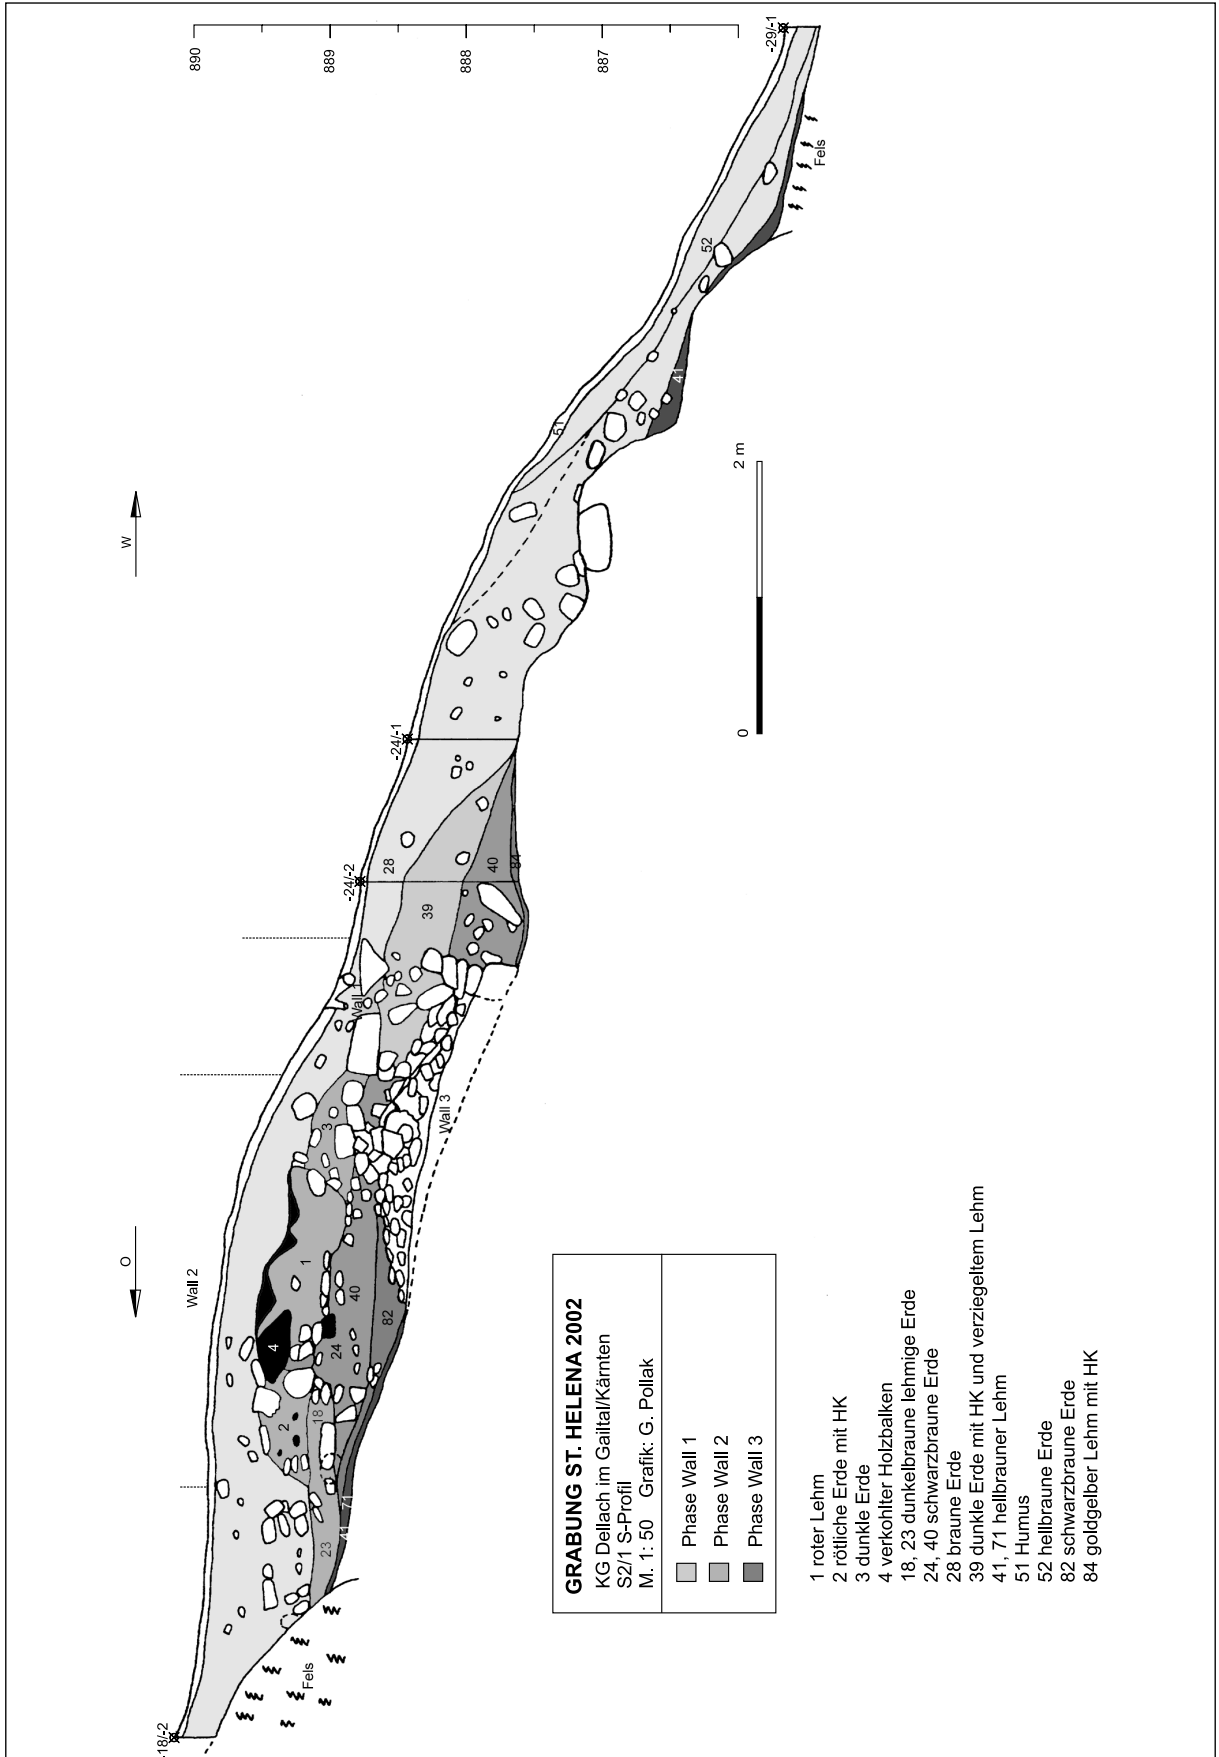 890
889
888
887
W
O
Wall 2
-18/-2
-24/-2
-24/-1
-29/-1
Fels
Fels
Wall 1
Wall 3
51
52
41
28
39
40
84
3
1
4
40
82
24
2
18
23
41, 71
0
2 m
GRABUNG ST. HELENA 2002
KG Dellach im Gailtal/Kärnten
S2/1 S-Profil
M. 1: 50 Grafik: G. Pollak
Phase Wall 1
Phase Wall 2
Phase Wall 3
1 roter Lehm
2 rötliche Erde mit HK
3 dunkle Erde
4 verkohlter Holzbalken
18, 23 dunkelbraune lehmige Erde
24, 40 schwarzbraune Erde
28 braune Erde
39 dunkle Erde mit HK und verziegeltem Lehm
41, 71 hellbrauner Lehm
51 Humus
52 hellbraune Erde
82 schwarzbraune Erde
84 goldgelber Lehm mit HK